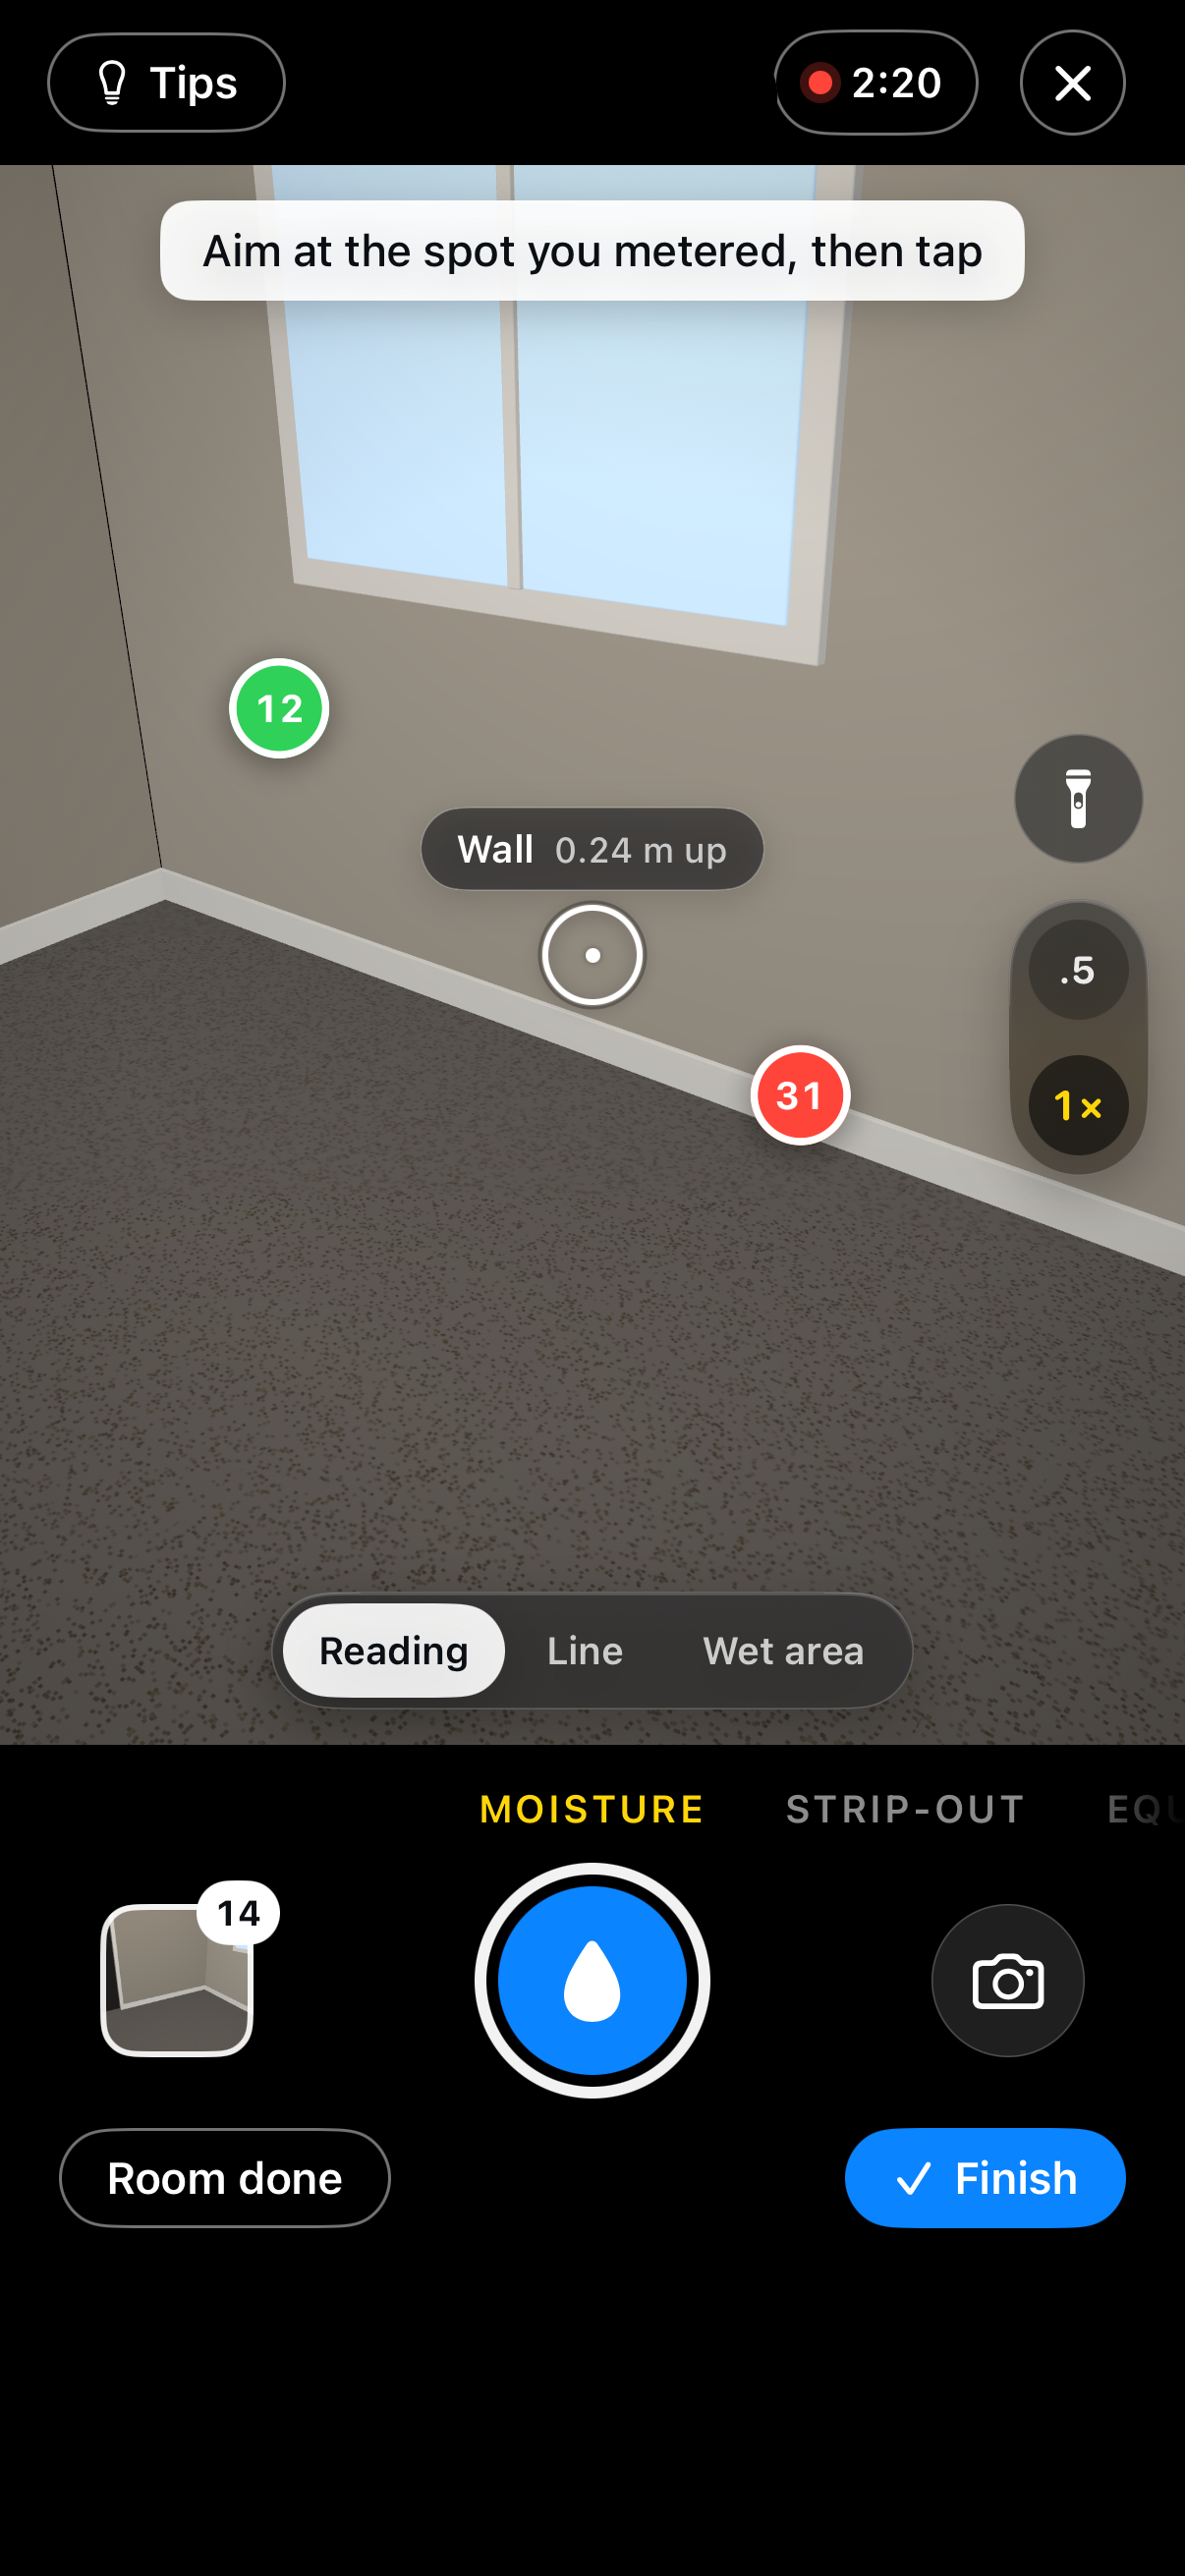 Tips
2:20
Aim at the spot you metered, then tap
12
Wall 0.24 m up
.5
31
1×
Reading Line Wet area
MOISTURE STRIP-OUT
14
Room done
Finish